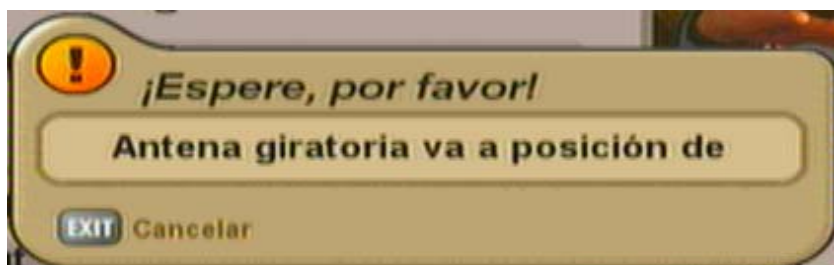 ¡Espere, por favor!
Antena giratoria va a posición de
EXIT Cancelar